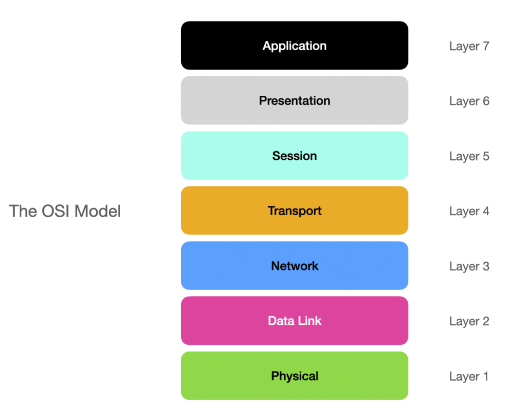 Application Layer 7
Presentation Layer 6
Session Layer 5
The OSI Model Transport Layer 4
Network Layer 3
Data Link Layer 2
Physical Layer 1